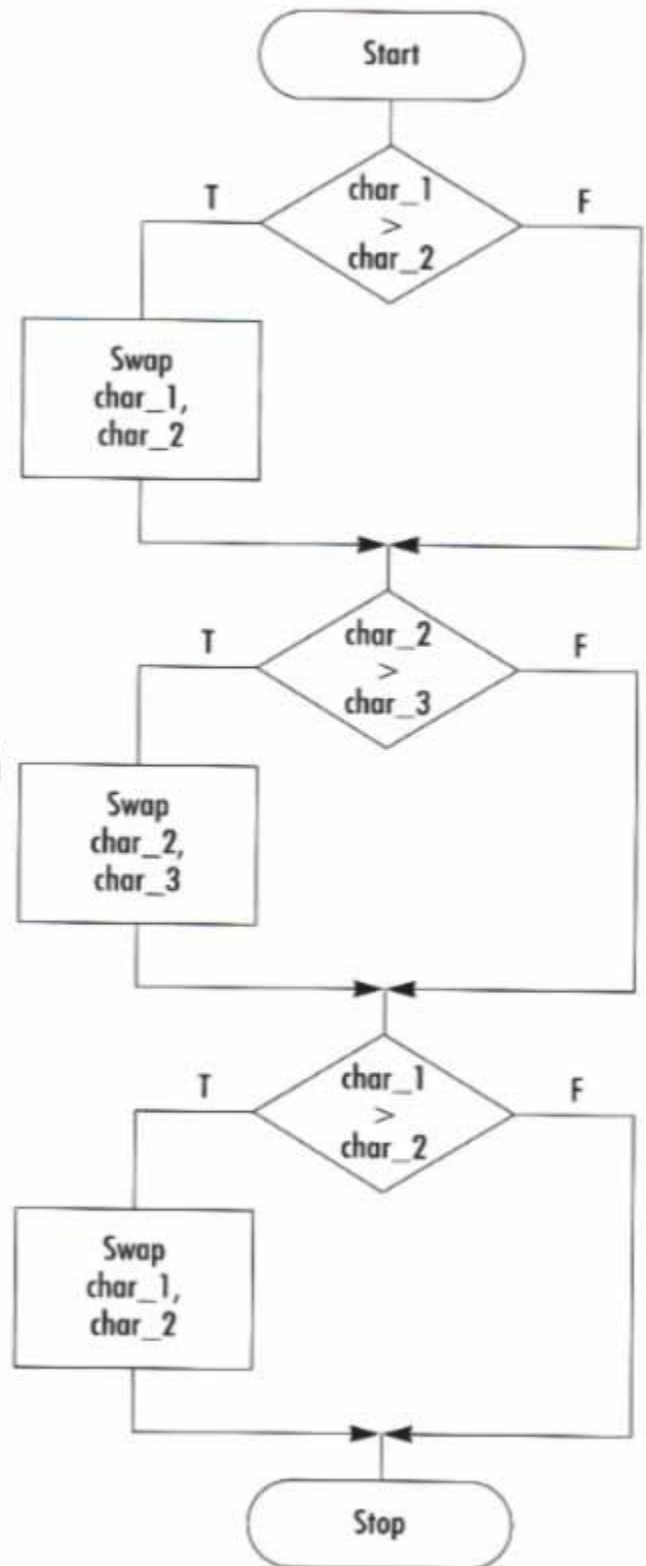 Start
char_1
>
char_2
T
F
Swap
char_1,
char_2
char_2
>
char_3
T
F
Swap
char_2,
char_3
char_1
>
char_2
T
F
Swap
char_1,
char_2
Stop